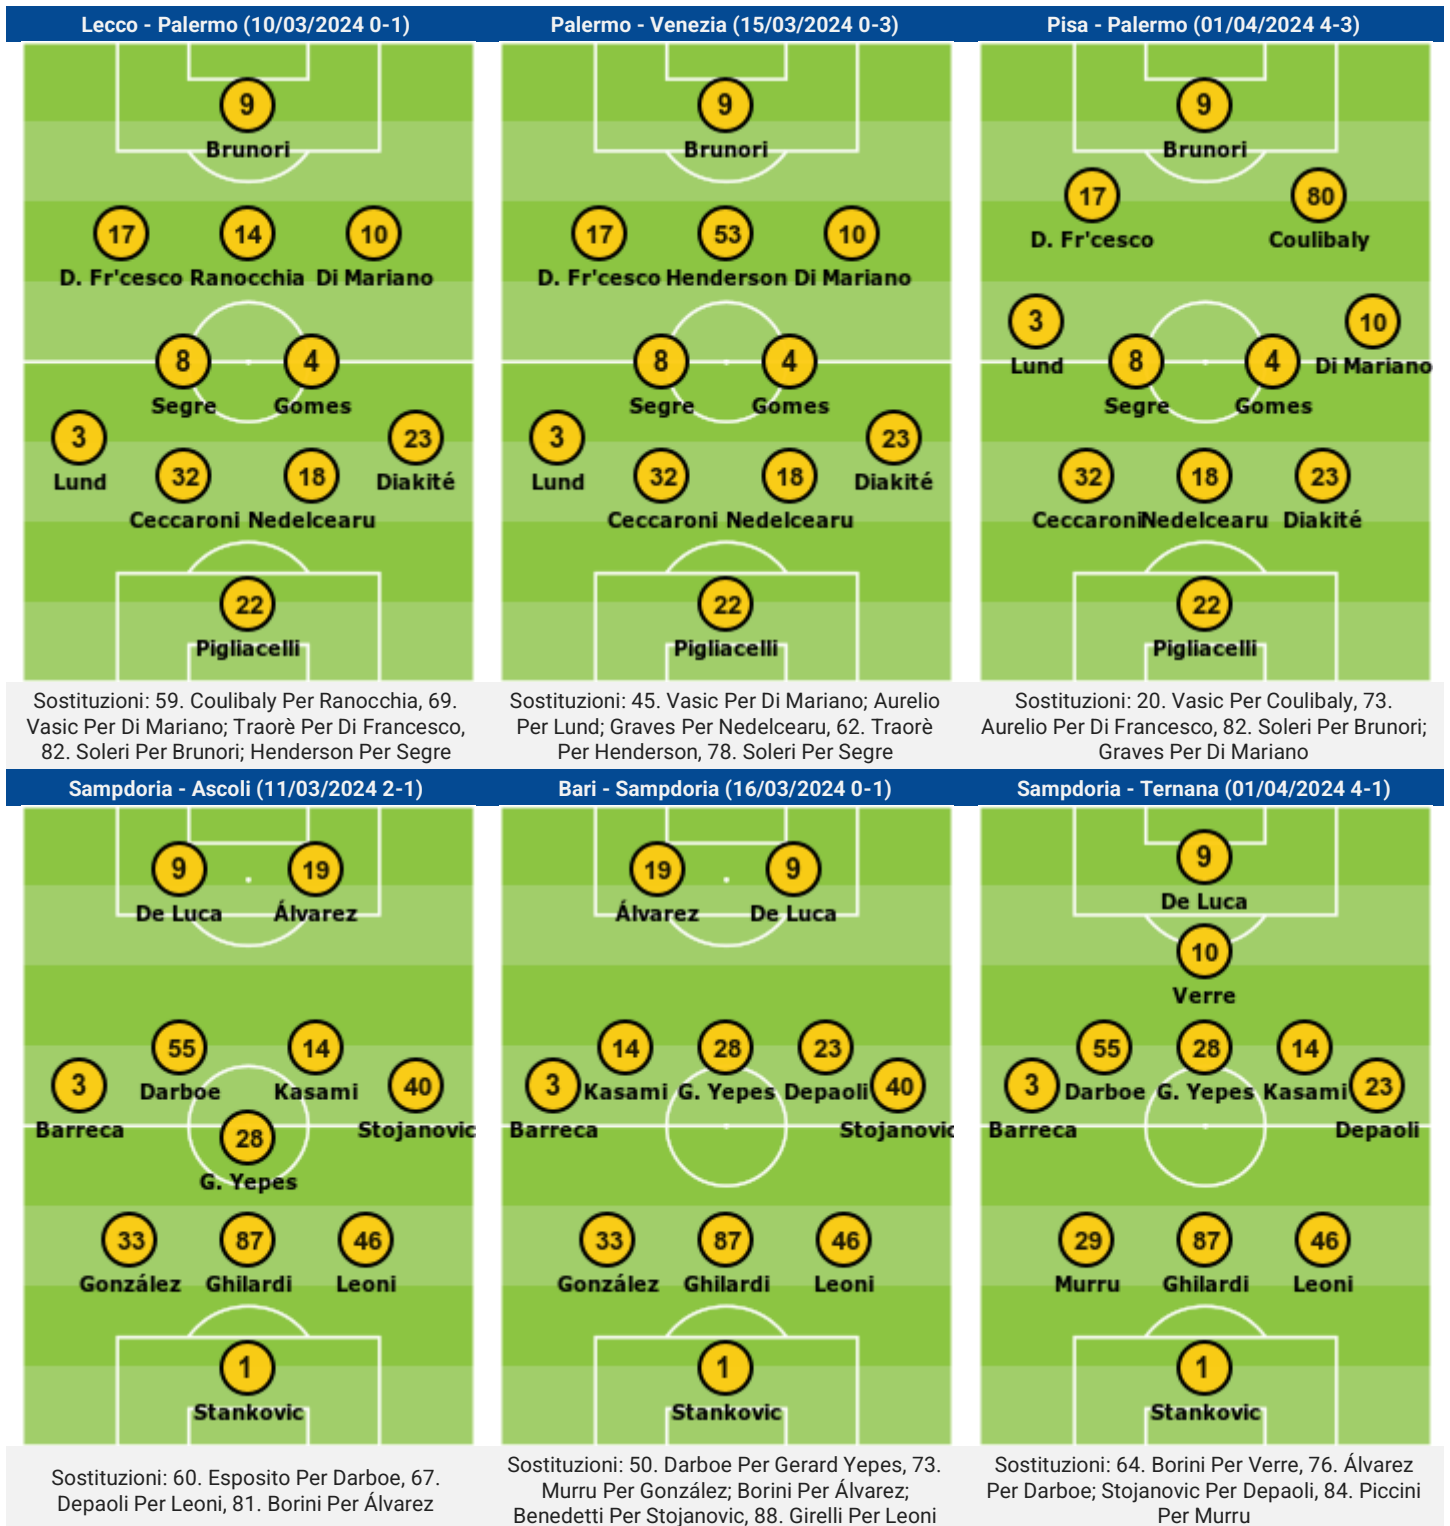 Lecco - Palermo (10/03/2024 0-1)
9
Brunori
17 14 10
D. Fr'cesco Ranocchia Di Mariano
8 4
Segre Gomes
3 23
Lund Diakité
32 18
Ceccaroni Nedelcearu
22
Pigliacelli
Sostituzioni: 59. Coulibaly Per Ranocchia, 69.
Vasic Per Di Mariano; Traorè Per Di Francesco,
82. Soleri Per Brunori; Henderson Per Segre
Palermo - Venezia (15/03/2024 0-3)
9
Brunori
17 53 10
D. Fr'cesco Henderson Di Mariano
8 4
Segre Gomes
3 23
Lund Diakité
32 18
Ceccaroni Nedelcearu
22
Pigliacelli
Sostituzioni: 45. Vasic Per Di Mariano; Aurelio
Per Lund; Graves Per Nedelcearu, 62. Traorè
Per Henderson, 78. Soleri Per Segre
Pisa - Palermo (01/04/2024 4-3)
9
Brunori
17 80
D. Fr'cesco Coulibaly
3 10
Lund Di Mariano
8 4
Segre Gomes
32 18 23
Ceccaroni Nedelcearu Diakité
22
Pigliacelli
Sostituzioni: 20. Vasic Per Coulibaly, 73.
Aurelio Per Di Francesco, 82. Soleri Per Brunori;
Graves Per Di Mariano
Sampdoria - Ascoli (11/03/2024 2-1)
9 19
De Luca Álvarez
55 14
Darboe Kasami
3 40
Barreca Stojanovic
28
G. Yepes
33 87 46
González Ghilardi Leoni
1
Stankovic
Sostituzioni: 60. Esposito Per Darboe, 67.
Depaoli Per Leoni, 81. Borini Per Álvarez
Bari - Sampdoria (16/03/2024 0-1)
19 9
Álvarez De Luca
14 28 23
Kasami G. Yepes Depaoli
3 40
Barreca Stojanovic
33 87 46
González Ghilardi Leoni
1
Stankovic
Sostituzioni: 50. Darboe Per Gerard Yepes, 73.
Murru Per González; Borini Per Álvarez;
Benedetti Per Stojanovic, 88. Girelli Per Leoni
Sampdoria - Ternana (01/04/2024 4-1)
9
De Luca
10
Verre
55 28 14
Darboe G. Yepes Kasami
3 23
Barreca Depaoli
29 87 46
Murru Ghilardi Leoni
1
Stankovic
Sostituzioni: 64. Borini Per Verre, 76. Álvarez
Per Darboe; Stojanovic Per Depaoli, 84. Piccini
Per Murru